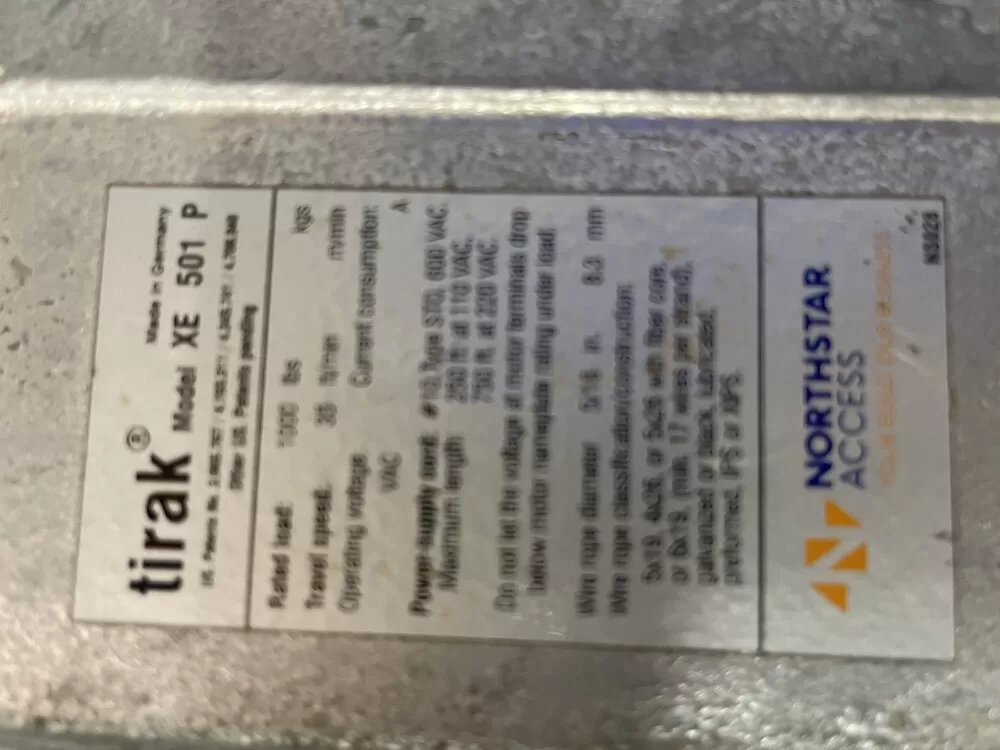 tirak®
Made in Germany
Model XE 501 P
Other US. Patents pending
Rated load: 1000 lbs kgs
Travel speed: 35 ft/min m/min
Operating voltage: Current consumption:
VAC A
Power supply cord: #10, Type STO, 600 VAC.
Maximum length 250 ft. at 110 VAC.
750 ft. at 220 VAC.
Do not let the voltage at motor terminals drop
below motor nameplate rating under load.
Wire rope diameter 5/16 in. 8.3 mm
Wire rope classification/construction:
5x19, 4x26, or 5x26 with fiber core,
or 6x19, (min. 17 wires per strand),
galvanized or black, lubricated,
preformed, IPS or XIPS.
NORTHSTAR
ACCESS
NS028